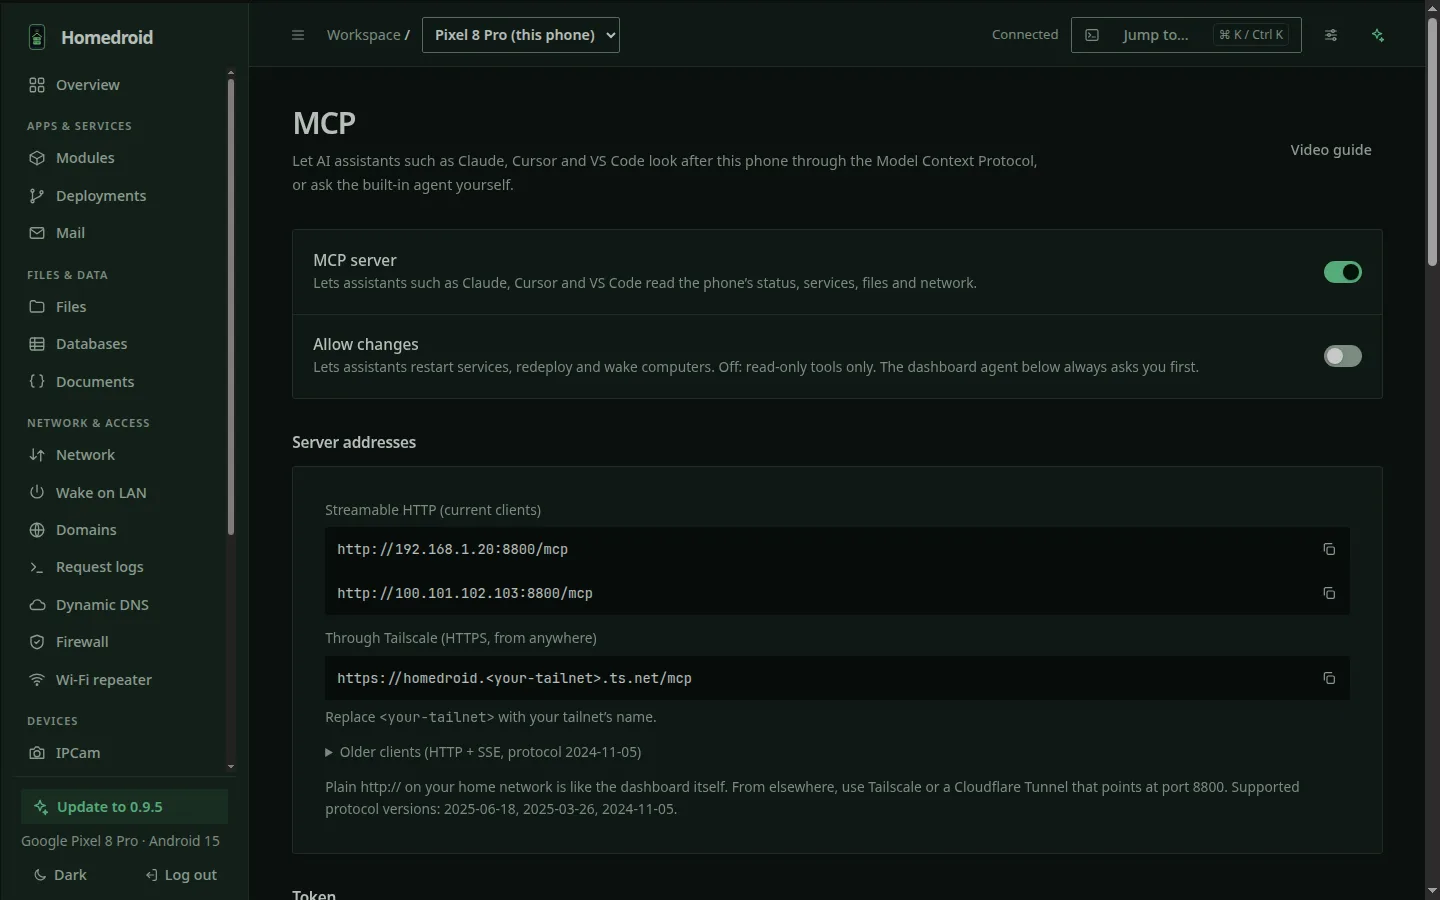 Homedroid
Overview
APPS & SERVICES
Modules
Deployments
Mail
FILES & DATA
Files
Databases
Documents
NETWORK & ACCESS
Network
Wake on LAN
Domains
Request logs
Dynamic DNS
Firewall
Wi-Fi repeater
DEVICES
IPCam
Update to 0.9.5
Google Pixel 8 Pro · Android 15
Dark
Log out
Workspace / Pixel 8 Pro (this phone)
Connected
Jump to... ⌘ K / Ctrl K
MCP
Let AI assistants such as Claude, Cursor and VS Code look after this phone through the Model Context Protocol,
or ask the built-in agent yourself.
Video guide
MCP server
Lets assistants such as Claude, Cursor and VS Code read the phone’s status, services, files and network.
Allow changes
Lets assistants restart services, redeploy and wake computers. Off: read-only tools only. The dashboard agent below always asks you first.
Server addresses
Streamable HTTP (current clients)
http://192.168.1.20:8800/mcp
http://100.101.102.103:8800/mcp
Through Tailscale (HTTPS, from anywhere)
https://homedroid.<your-tailnet>.ts.net/mcp
Replace <your-tailnet> with your tailnet’s name.
Older clients (HTTP + SSE, protocol 2024-11-05)
Plain http:// on your home network is like the dashboard itself. From elsewhere, use Tailscale or a Cloudflare Tunnel that points at port 8800. Supported
protocol versions: 2025-06-18, 2025-03-26, 2024-11-05.
Token